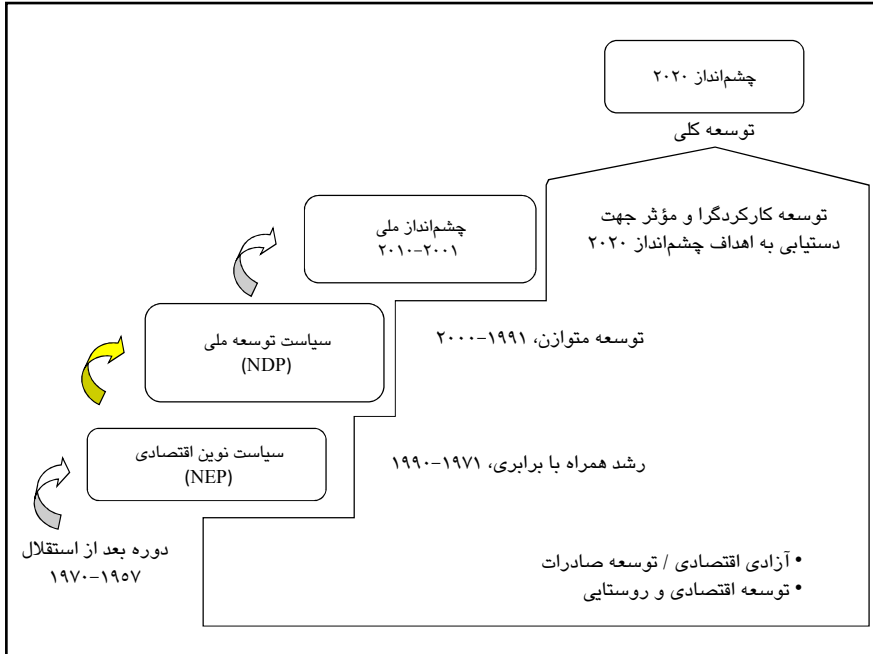 چشم‌انداز ۲۰۲۰
توسعه کلی
چشم‌انداز ملی
۲۰۰۱-۲۰۱۰
توسعه کارکردگرا و مؤثر جهت
دستیابی به اهداف چشم‌انداز ۲۰۲۰
سیاست توسعه ملی
(NDP)
توسعه متوازن، ۱۹۹۱-۲۰۰۰
سیاست نوین اقتصادی
(NEP)
رشد همراه با برابری، ۱۹۷۱-۱۹۹۰
دوره بعد از استقلال
۱۹۵۷-۱۹۷۰
• آزادی اقتصادی / توسعه صادرات
• توسعه اقتصادی و روستایی